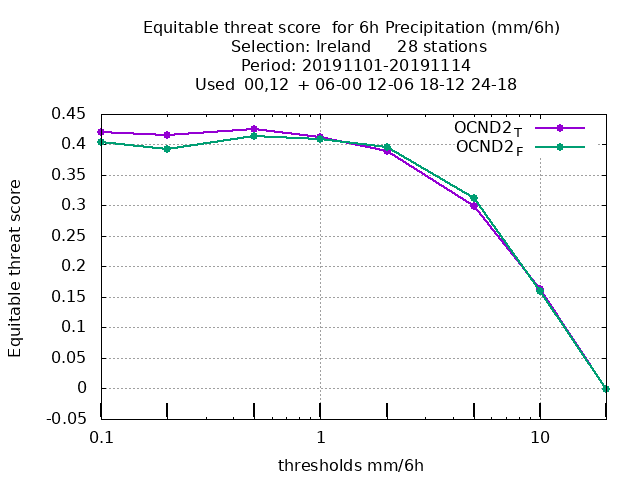 Equitable threat score  for 6h Precipitation (mm/6h)
Selection: Ireland     28 stations
Period: 20191101-20191114
Used  00,12  + 06-00 12-06 18-12 24-18
OCND2_T
OCND2_F
Equitable threat score
0.45
0.4
0.35
0.3
0.25
0.2
0.15
0.1
0.05
0
-0.05
0.1 1 10
thresholds mm/6h